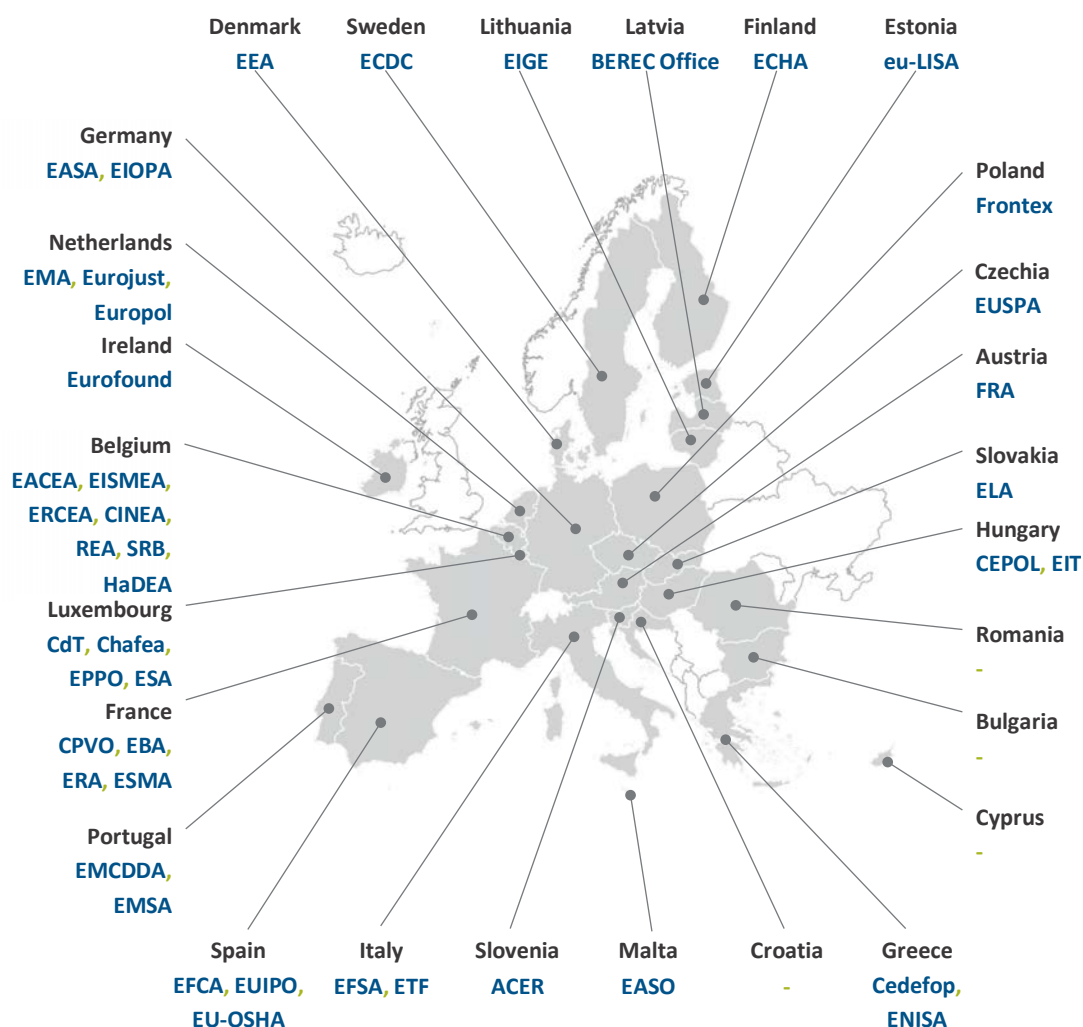 Denmark
EEA
Sweden
ECDC
Lithuania
EIGE
Latvia
BEREC Office
Finland
ECHA
Estonia
eu-LISA
Germany
EASA, EIOPA
Netherlands
EMA, Eurojust,
Europol
Ireland
Eurofound
Belgium
EACEA, EISMEA,
ERCEA, CINEA,
REA, SRB,
HaDEA
Luxembourg
CdT, Chafea,
EPPO, ESA
France
CPVO, EBA,
ERA, ESMA
Portugal
EMCDDA,
EMSA
Poland
Frontex
Czechia
EUSPA
Austria
FRA
Slovakia
ELA
Hungary
CEPOL, EIT
Romania
-
Bulgaria
-
Cyprus
-
Spain
EFCA, EUIPO,
EU-OSHA
Italy
EFSA, ETF
Slovenia
ACER
Malta
EASO
Croatia
-
Greece
Cedefop,
ENISA